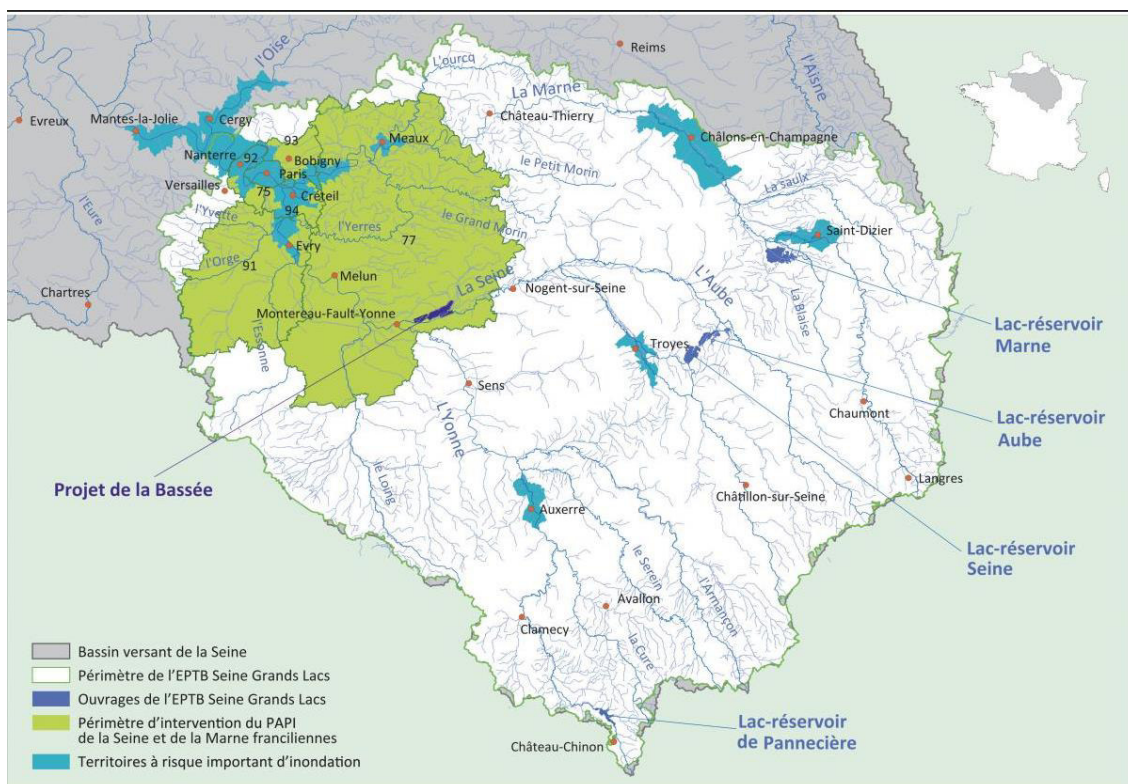 l'Oise
Reims
l'Aisne
L'ourcq
La Marne
Evreux
Mantes-la-Jolie
Cergy
Château-Thierry
Châlons-en-Champagne
93
Meaux
Nanterre
92
Bobigny
Paris
le Petit Morin
La saulx
Versailles
75
Créteil
l'Eure
l'Yvette
94
l'Yerres
le Grand Morin
Saint-Dizier
77
Evry
l'Orge
91
Melun
La Seine
L'Aube
Chartres
Nogent-sur-Seine
La Blaise
Montereau-Fault-Yonne
l'Essonne
Troyes
Lac-réservoir
Marne
Sens
Chaumont
L'Yonne
Lac-réservoir
Aube
le Loing
Projet de la Bassée
Châtillon-sur-Seine
Langres
Auxerre
Lac-réservoir
Seine
le Serein
l'Armançon
Avallon
Clamecy
la Cure
Bassin versant de la Seine
Périmètre de l'EPTB Seine Grands Lacs
Ouvrages de l'EPTB Seine Grands Lacs
Périmètre d'intervention du PAPI
de la Seine et de la Marne franciliennes
Territoires à risque important d'inondation
Lac-réservoir
de Pannecière
Château-Chinon